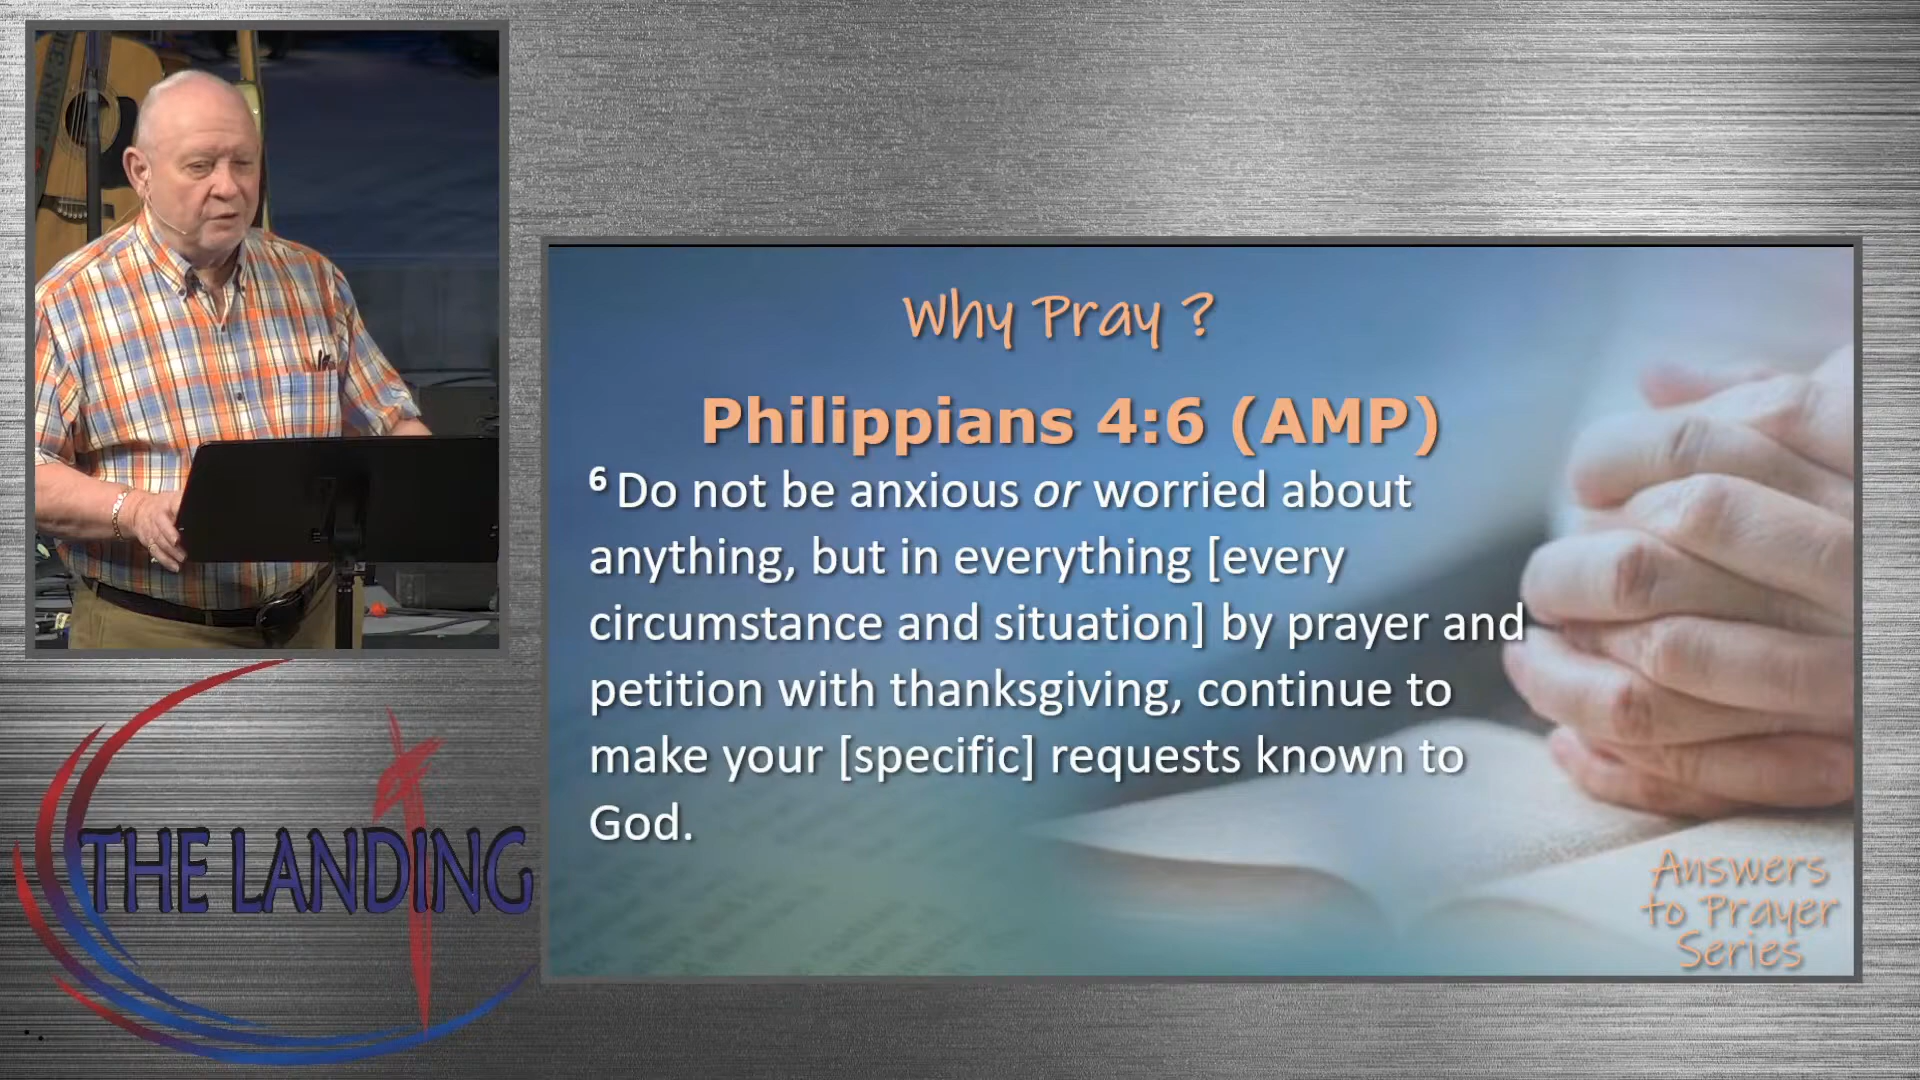 Why Pray ?
Philippians 4:6 (AMP)
6 Do not be anxious or worried about
anything, but in everything [every
circumstance and situation] by prayer and
petition with thanksgiving, continue to
make your [specific] requests known to
God.
Answers
to Prayer
Series
THE LANDING